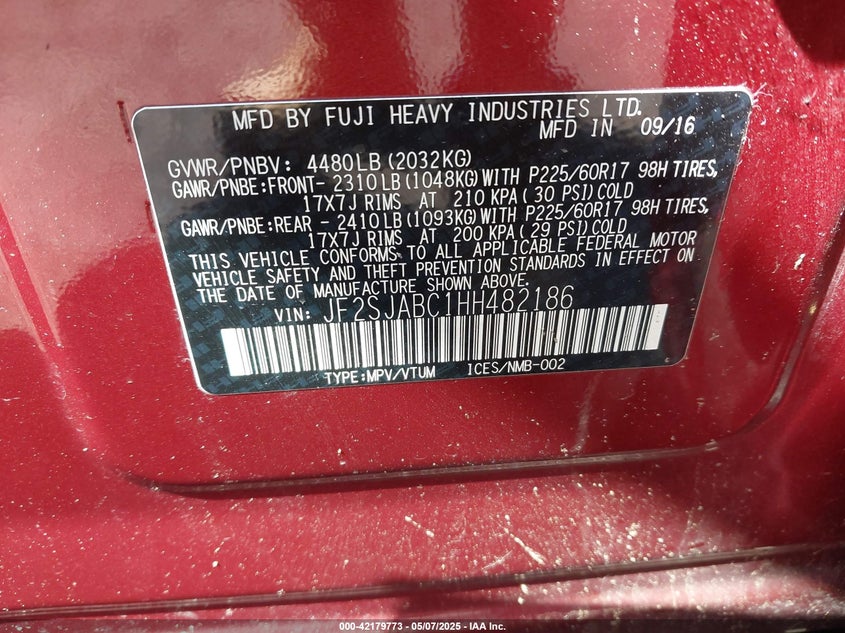 MFD BY FUJI HEAVY INDUSTRIES LTD.
MFD IN 09/16
GVWR/PNBV: 4480LB (2032KG)
GAWR/PNBE:FRONT- 2310LB (1048KG) WITH P225/60R17 98H TIRES,
17X7J RIMS AT 210 KPA ( 30 PSI) COLD
GAWR/PNBE:REAR - 2410LB (1093KG) WITH P225/60R17 98H TIRES,
17X7J RIMS AT 200 KPA ( 29 PSI) COLD
THIS VEHICLE CONFORMS TO ALL APPLICABLE FEDERAL MOTOR
VEHICLE SAFETY AND THEFT PREVENTION STANDARDS IN EFFECT ON
THE DATE OF MANUFACTURE SHOWN ABOVE.
VIN: JF2SJABC1HH482186
TYPE:MPV/VTUM ICES/NMB-002 C
000-42179773 - 05/07/2025 - IAA Inc.